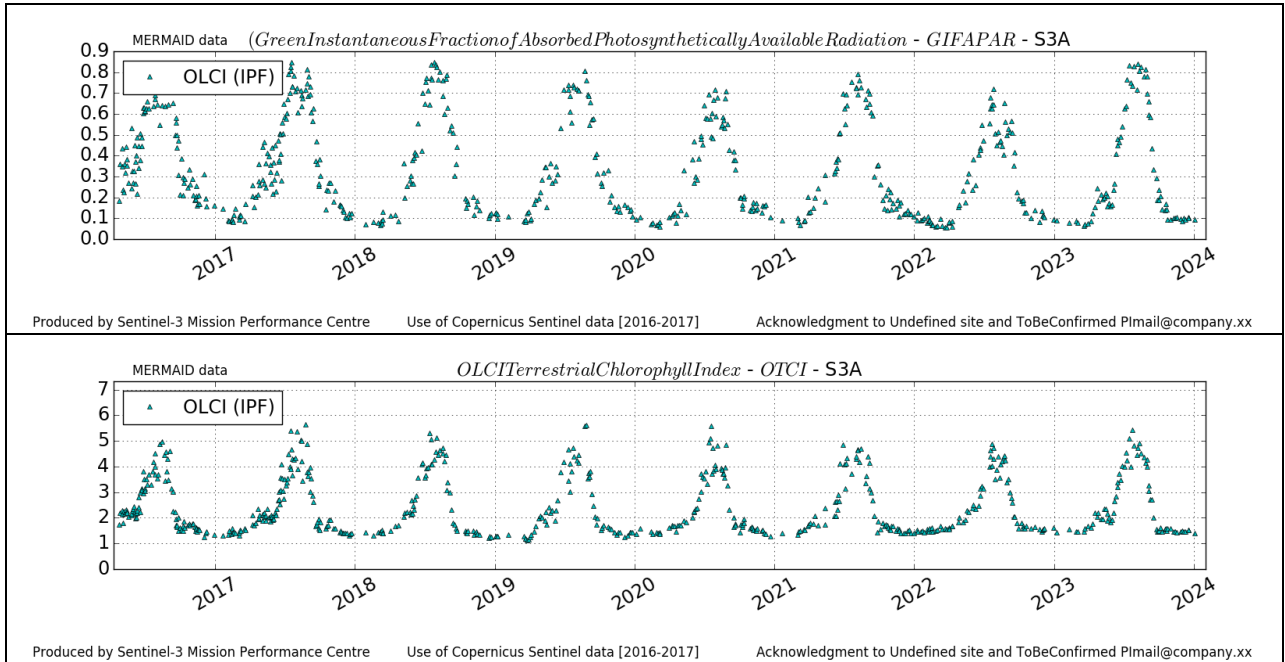 MERMAID data (GreenInstantaneousFractionofAbsorbedPhotosyntheticallyAvailableRadiation - GIFAPAR - S3A
0.9
OLCI (IPF)
0.8
0.7
0.6
0.5
0.4
0.3
0.2
0.1
0.0
2017 2018 2019 2020 2021 2022 2023 2024
Produced by Sentinel-3 Mission Performance Centre Use of Copernicus Sentinel data [2016-2017] Acknowledgment to Undefined site and ToBeConfirmed PImail@company.xx
MERMAID data OLCITerrestrialChlorophyllIndex - OTCI - S3A
7
OLCI (IPF)
6
5
4
3
2
1
0
2017 2018 2019 2020 2021 2022 2023 2024
Produced by Sentinel-3 Mission Performance Centre Use of Copernicus Sentinel data [2016-2017] Acknowledgment to Undefined site and ToBeConfirmed PImail@company.xx